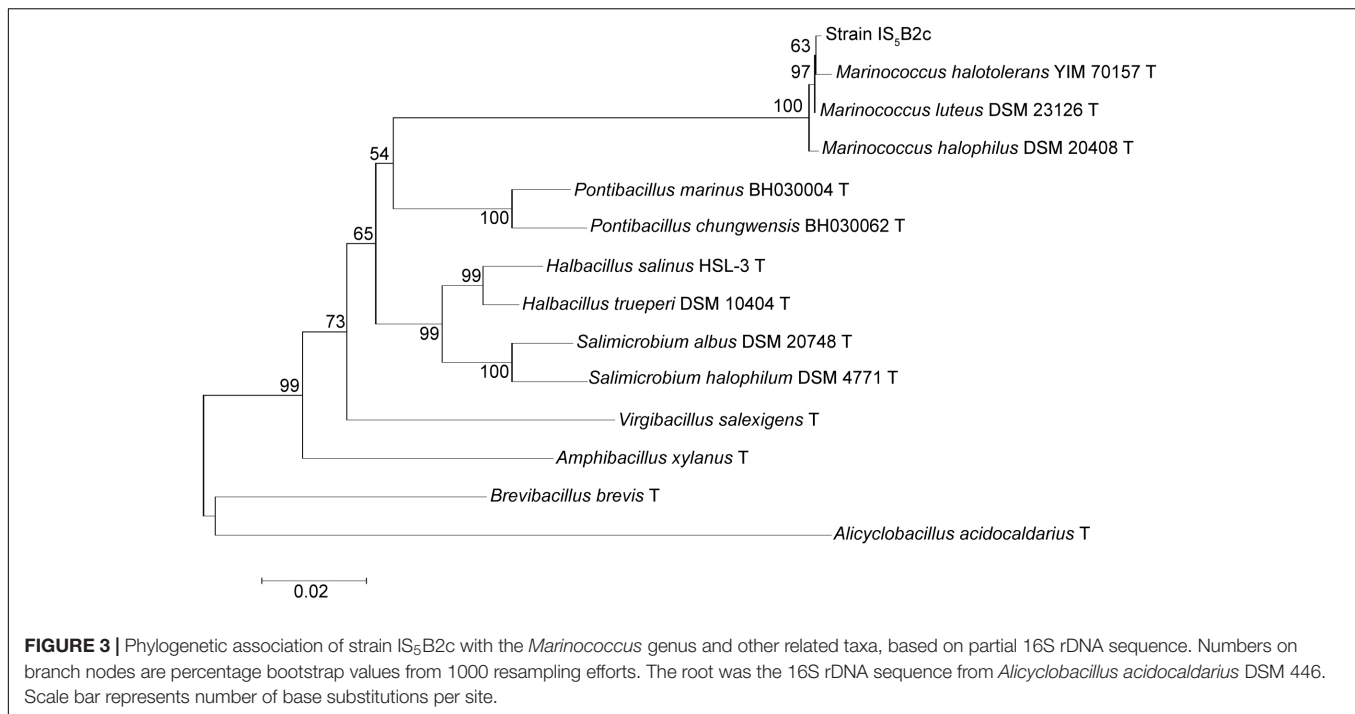 Strain IS₅B2c
63
Marinococcus halotolerans YIM 70157 T
97
Marinococcus luteus DSM 23126 T
100
Marinococcus halophilus DSM 20408 T
54
Pontibacillus marinus BH030004 T
100
Pontibacillus chungwensis BH030062 T
65
Halbacillus salinus HSL-3 T
99
Halbacillus trueperi DSM 10404 T
73
99
Salimicrobium albus DSM 20748 T
100
Salimicrobium halophilum DSM 4771 T
99
Virgibacillus salexigens T
Amphibacillus xylanus T
Brevibacillus brevis T
Alicyclobacillus acidocaldarius T
0.02
FIGURE 3 | Phylogenetic association of strain IS₅B2c with the Marinococcus genus and other related taxa, based on partial 16S rDNA sequence. Numbers on
branch nodes are percentage bootstrap values from 1000 resampling efforts. The root was the 16S rDNA sequence from Alicyclobacillus acidocaldarius DSM 446.
Scale bar represents number of base substitutions per site.